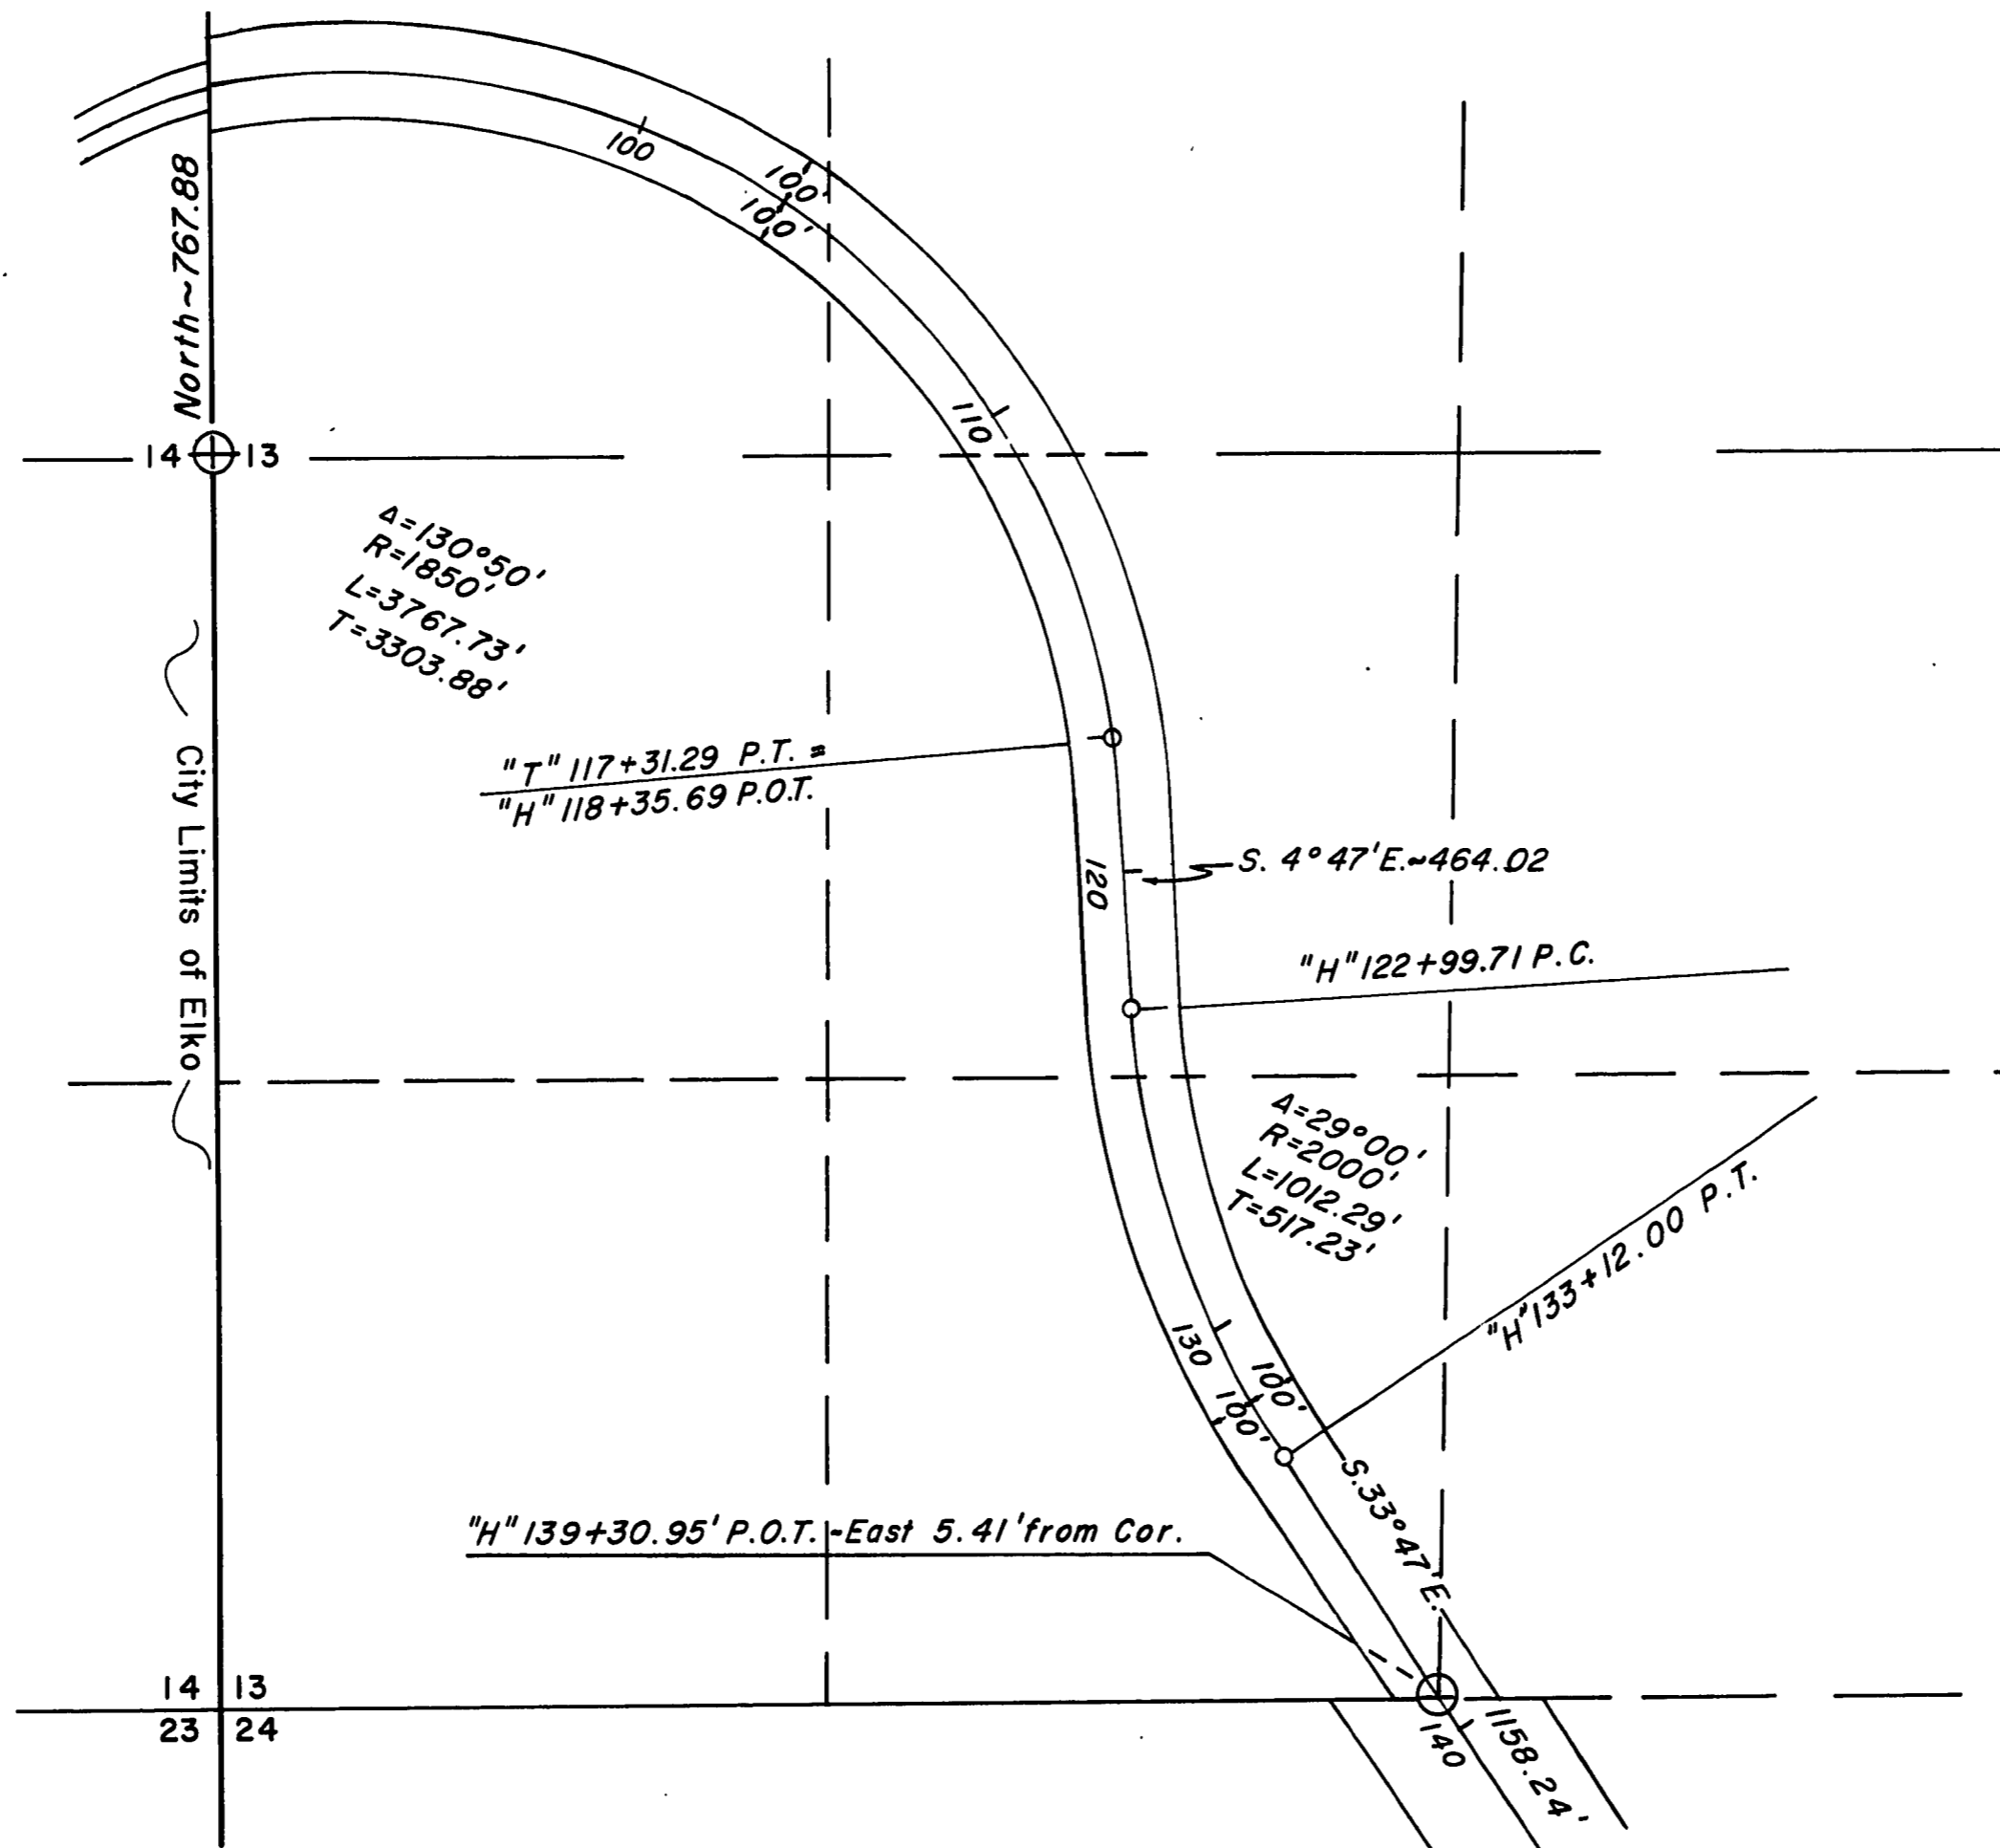 North~767.88
100
100'
100'
110
14 13
Δ=130°50'
R=1850'
L=3767.73'
T=3303.88'
City Limits of Elko
"T" 117+31.29 P.T. =
"H" 118+35.69 P.O.T.
120
S. 4°47'E.~464.02
"H" 122+99.71 P.C.
Δ=29°00'
R=2000'
L=1012.29'
T=517.23'
"H" 133+12.00 P.T.
130
100'
100'
S.33°47'E.
"H" 139+30.95' P.O.T.~East 5.41' from Cor.
14 13
23 24
140
1158.24'